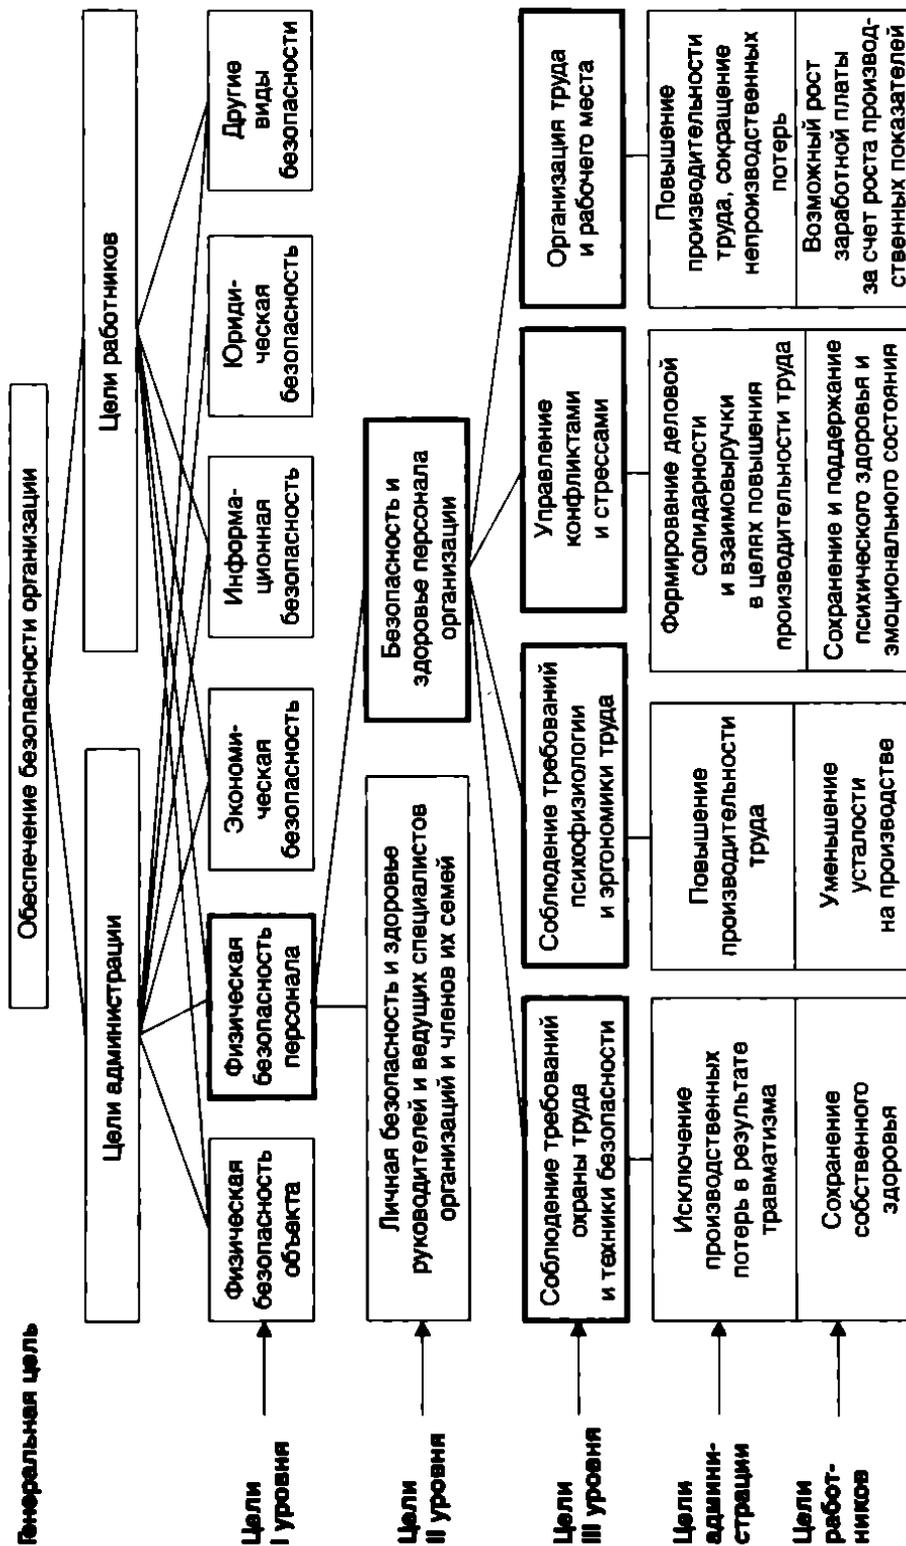 Генеральная цель
Обеспечение безопасности организации
Цели администрации
Цели работников
Цели
I уровня
Физическая
безопасность
объекта
Физическая
безопасность
персонала
Экономи-
ческая
безопасность
Информа-
ционная
безопасность
Юриди-
ческая
безопасность
Другие
виды
безопасности
Цели
II уровня
Личная безопасность и здоровье
руководителей и ведущих специалистов
организаций и членов их семей
Безопасность и
здоровье персонала
организации
Цели
III уровня
Соблюдение требований
охраны труда
и техники безопасности
Соблюдение требований
психофизиологии
и эргономики труда
Управление
конфликтами
и стрессами
Организация труда
и рабочего места
Цели
админи-
страции
Исключение
производственных
потерь в результате
травматизма
Повышение
производительности
труда
Формирование деловой
солидарности
и взаимовыручки
в целях повышения
производительности труда
Повышение
производительности
труда, сокращение
непроизводственных
потерь
Цели
работ-
ников
Сохранение
собственного
здоровья
Уменьшение
усталости
на производстве
Сохранение и поддержание
психического здоровья и
эмоционального состояния
Возможный рост
заработной платы
за счет роста производ-
ственных показателей